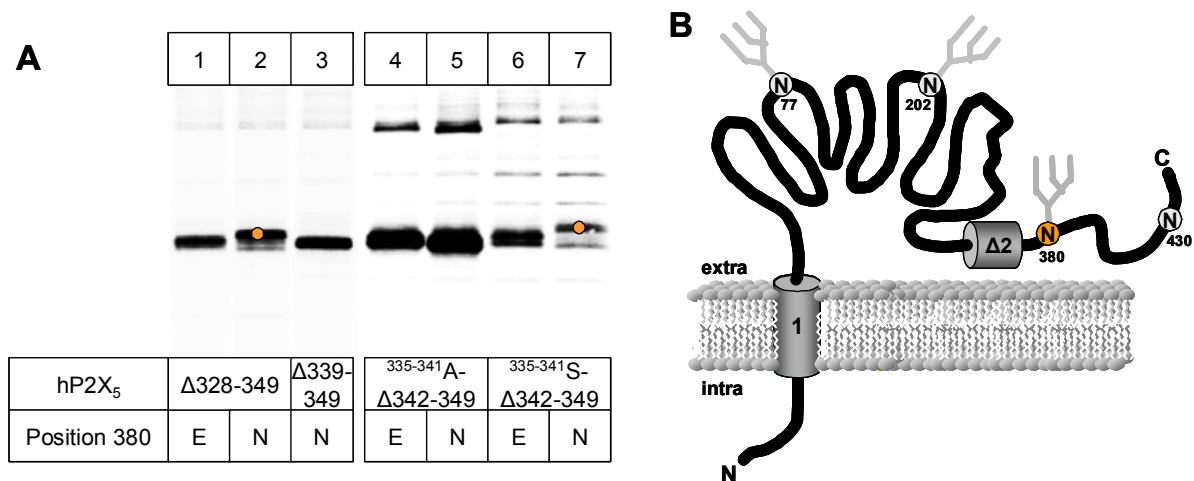 A
1 2 3 4 5 6 7
hP2X₅ Δ328-349 Δ339-349 ³³⁵⁻³⁴¹A-Δ342-349 ³³⁵⁻³⁴¹S-Δ342-349
Position 380 E N N E N E N
B
N 77
N 202
C
Δ2
N 380
N 430
extra
1
intra
N